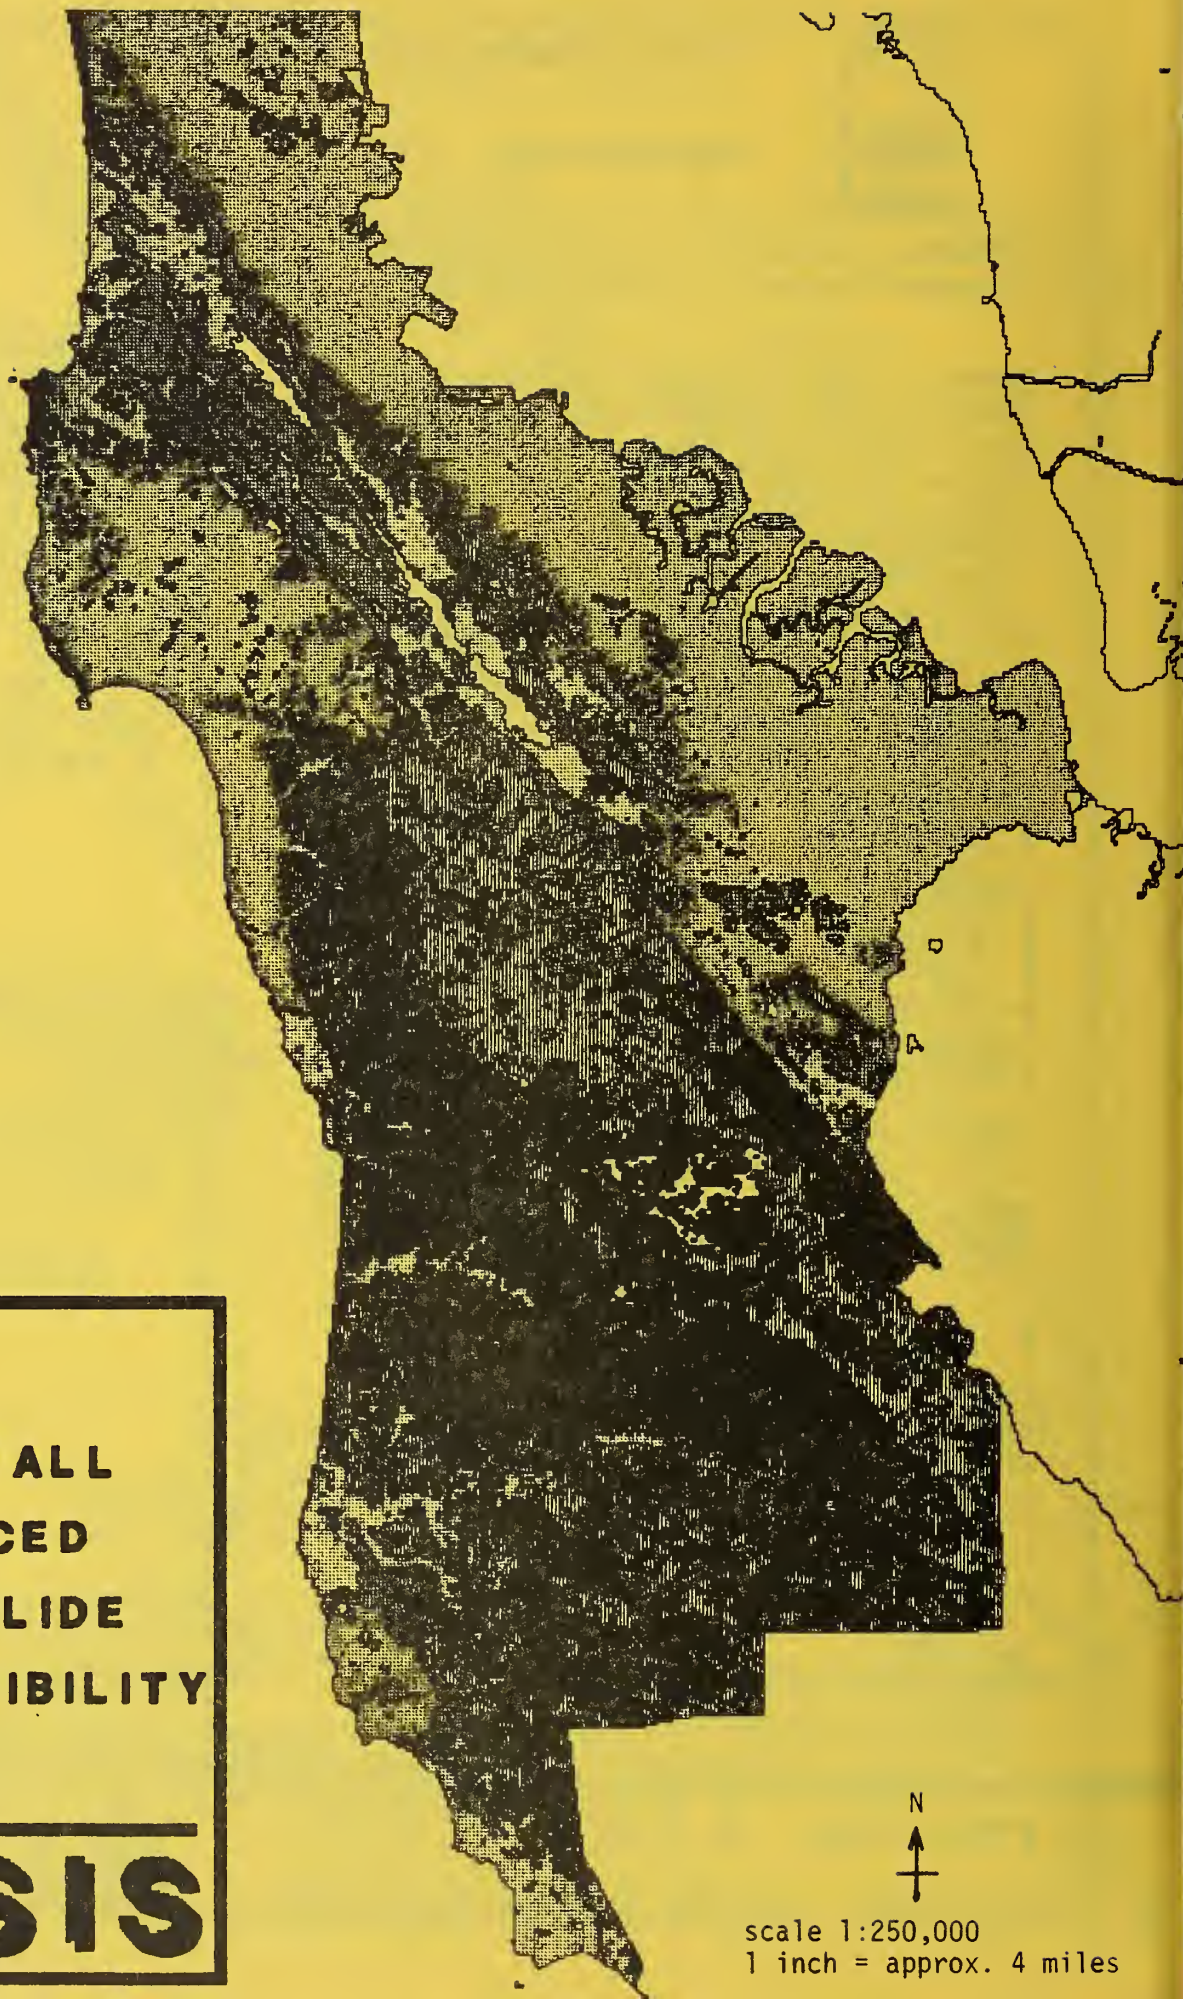 ALL
CED
LIDE
IBILITY
SIS
N
scale 1:250,000
1 inch = approx. 4 miles